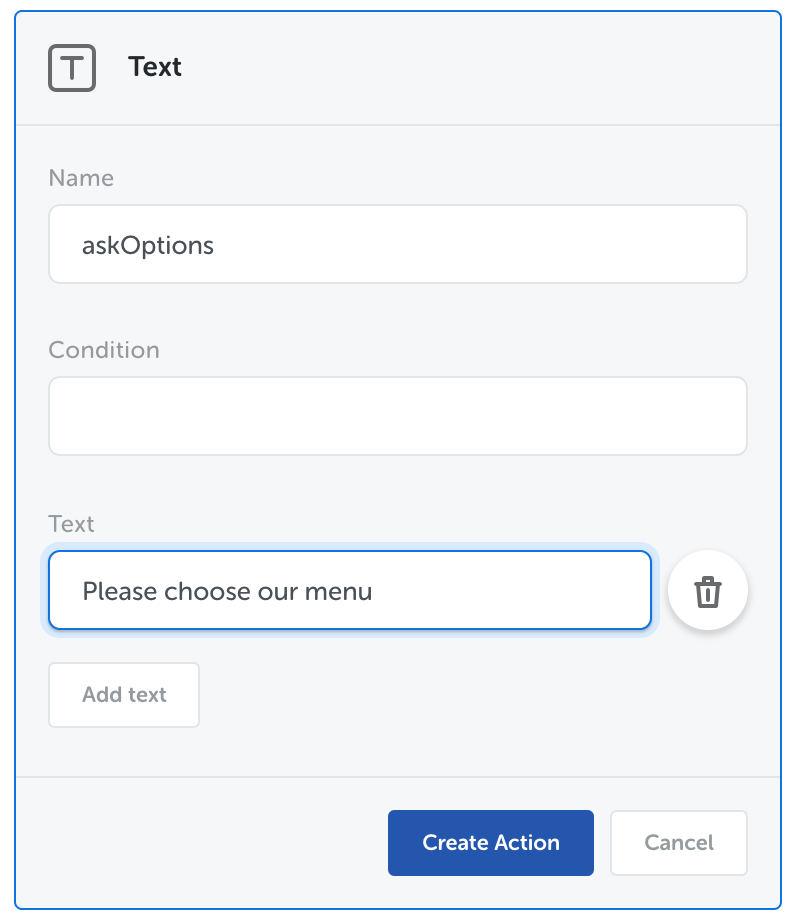 T Text
Name
askOptions
Condition
Text
Please choose our menu
Add text
Create Action Cancel